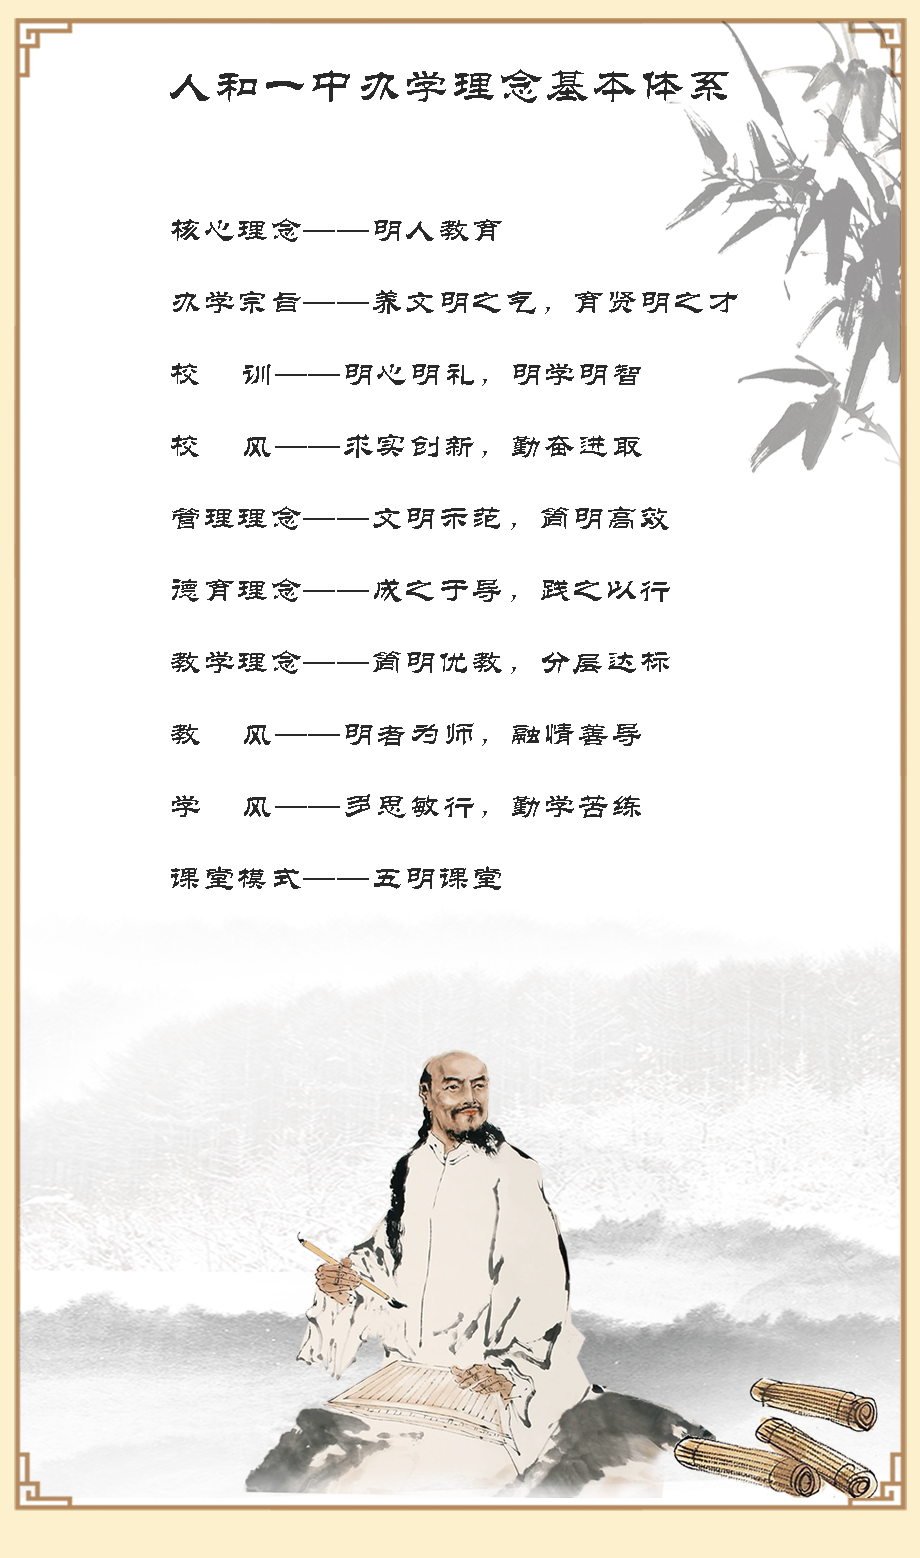 人和一中办学理念基本体系
核心理念——明人教育
办学宗旨——养文明之气，育贤明之才
校　训——明心明礼，明学明智
校　风——求实创新，勤奋进取
管理理念——文明示范，简明高效
德育理念——成之于导，践之以行
教学理念——简明优教，分层达标
教　风——明者为师，融情善导
学　风——多思敏行，勤学苦练
课堂模式——五明课堂